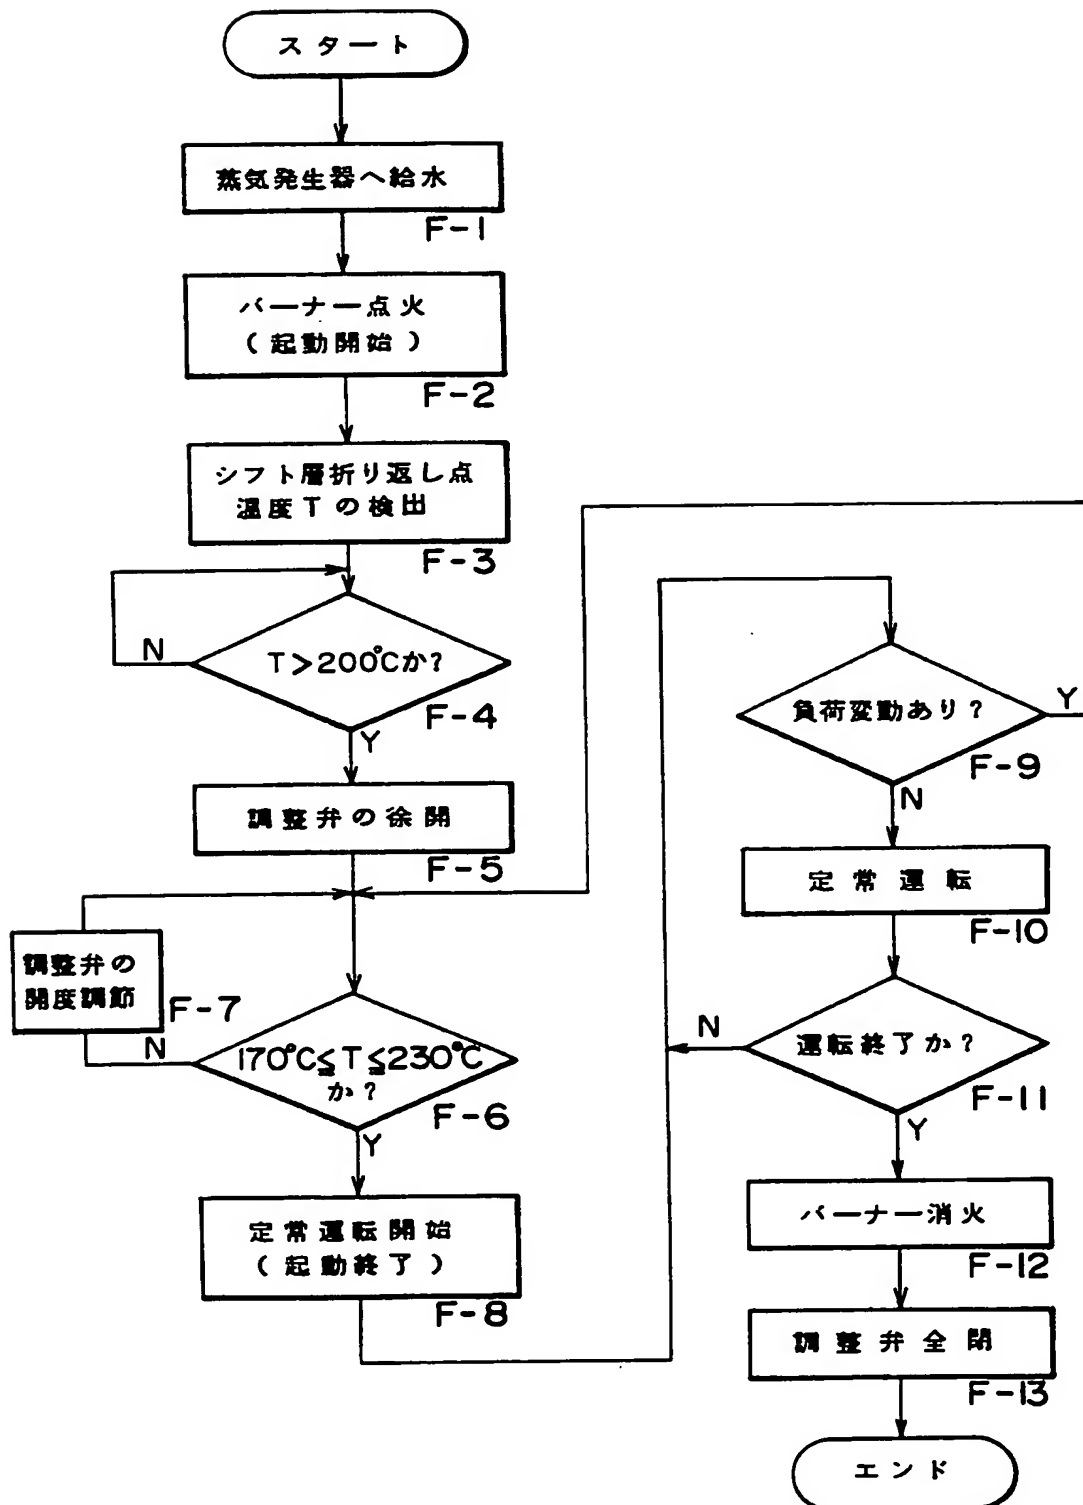 スタート
蒸気発生器へ給水
F-1
バーナー点火
(起動開始)
F-2
シフト層折り返し点
温度Tの検出
F-3
N
T>200℃か?
F-4
Y
調整弁の徐開
F-5
調整弁の
開度調節
F-7
N
170℃≦T≦230℃
か?
F-6
Y
定常運転開始
(起動終了)
F-8
負荷変動あり?
Y
F-9
N
定常運転
F-10
N
運転終了か?
F-11
Y
バーナー消火
F-12
調整弁全閉
F-13
エンド